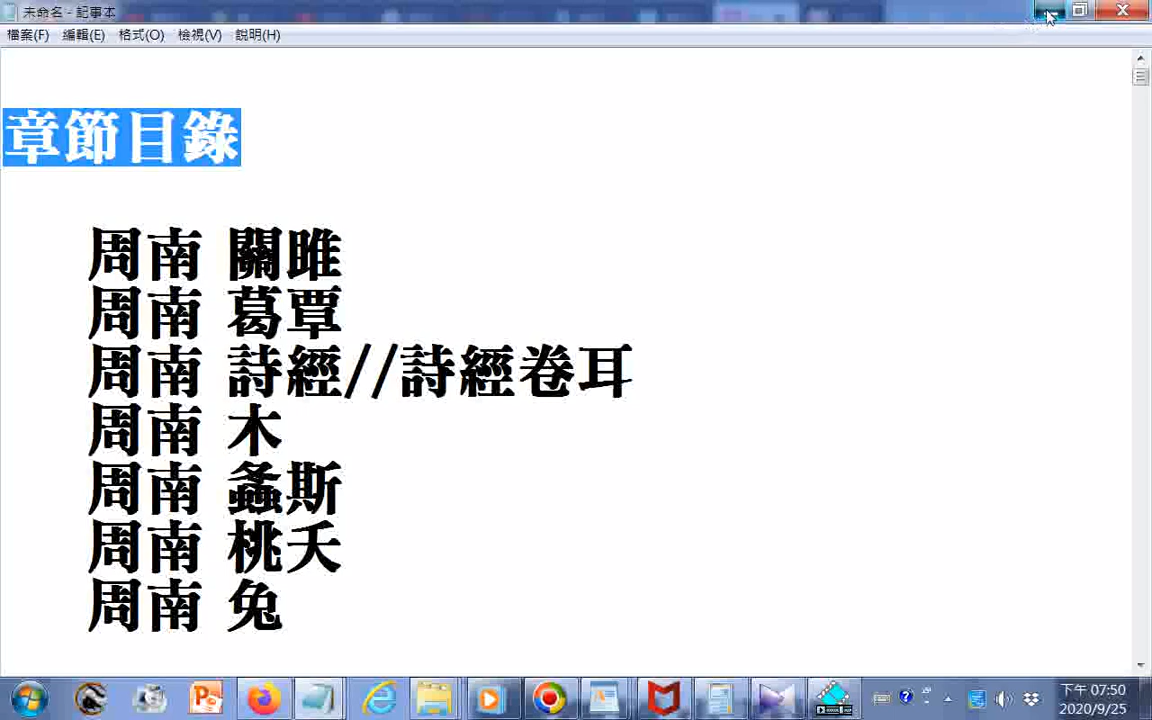 未命名 - 記事本
檔案(F) 編輯(E) 格式(O) 檢視(V) 說明(H)
章節目錄
周南 關雎
周南 葛覃
周南 詩經//詩經卷耳
周南 木
周南 螽斯
周南 桃夭
周南 兔
下午 07:50
2020/9/25